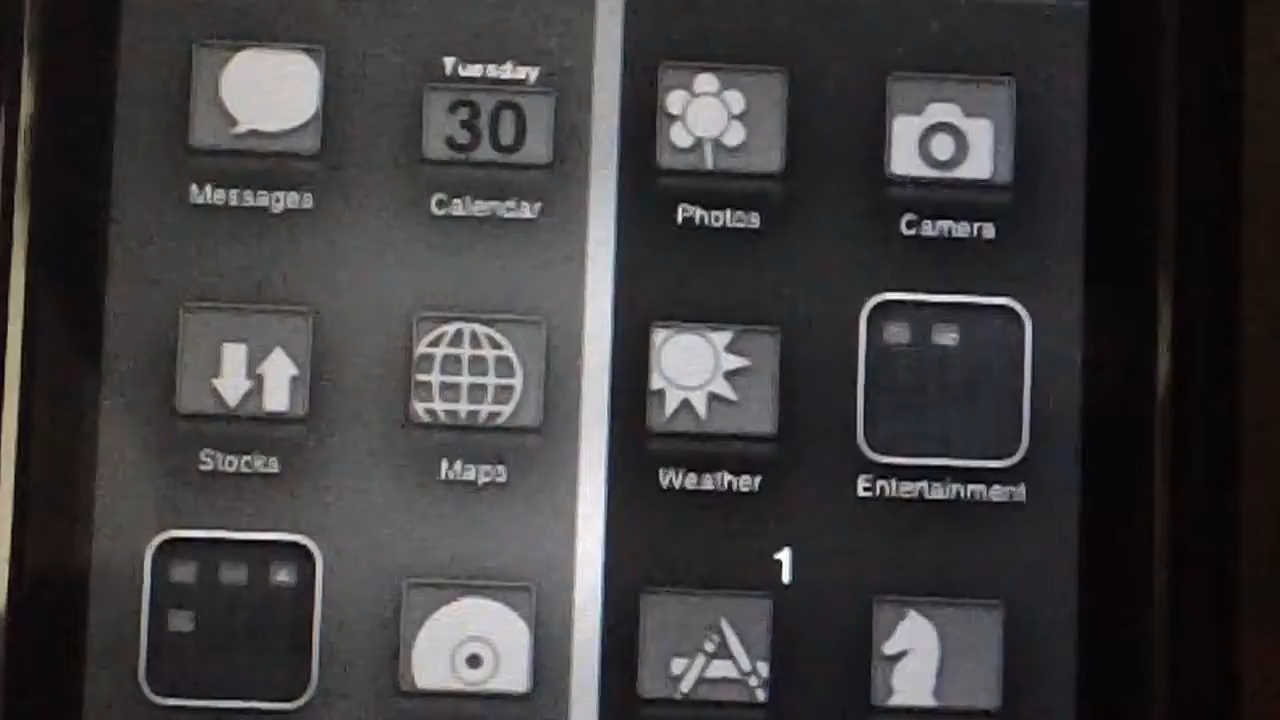 Tuesday
30
Messages
Calendar
Photos
Camera
Stocks
Maps
Weather
Entertainment
1